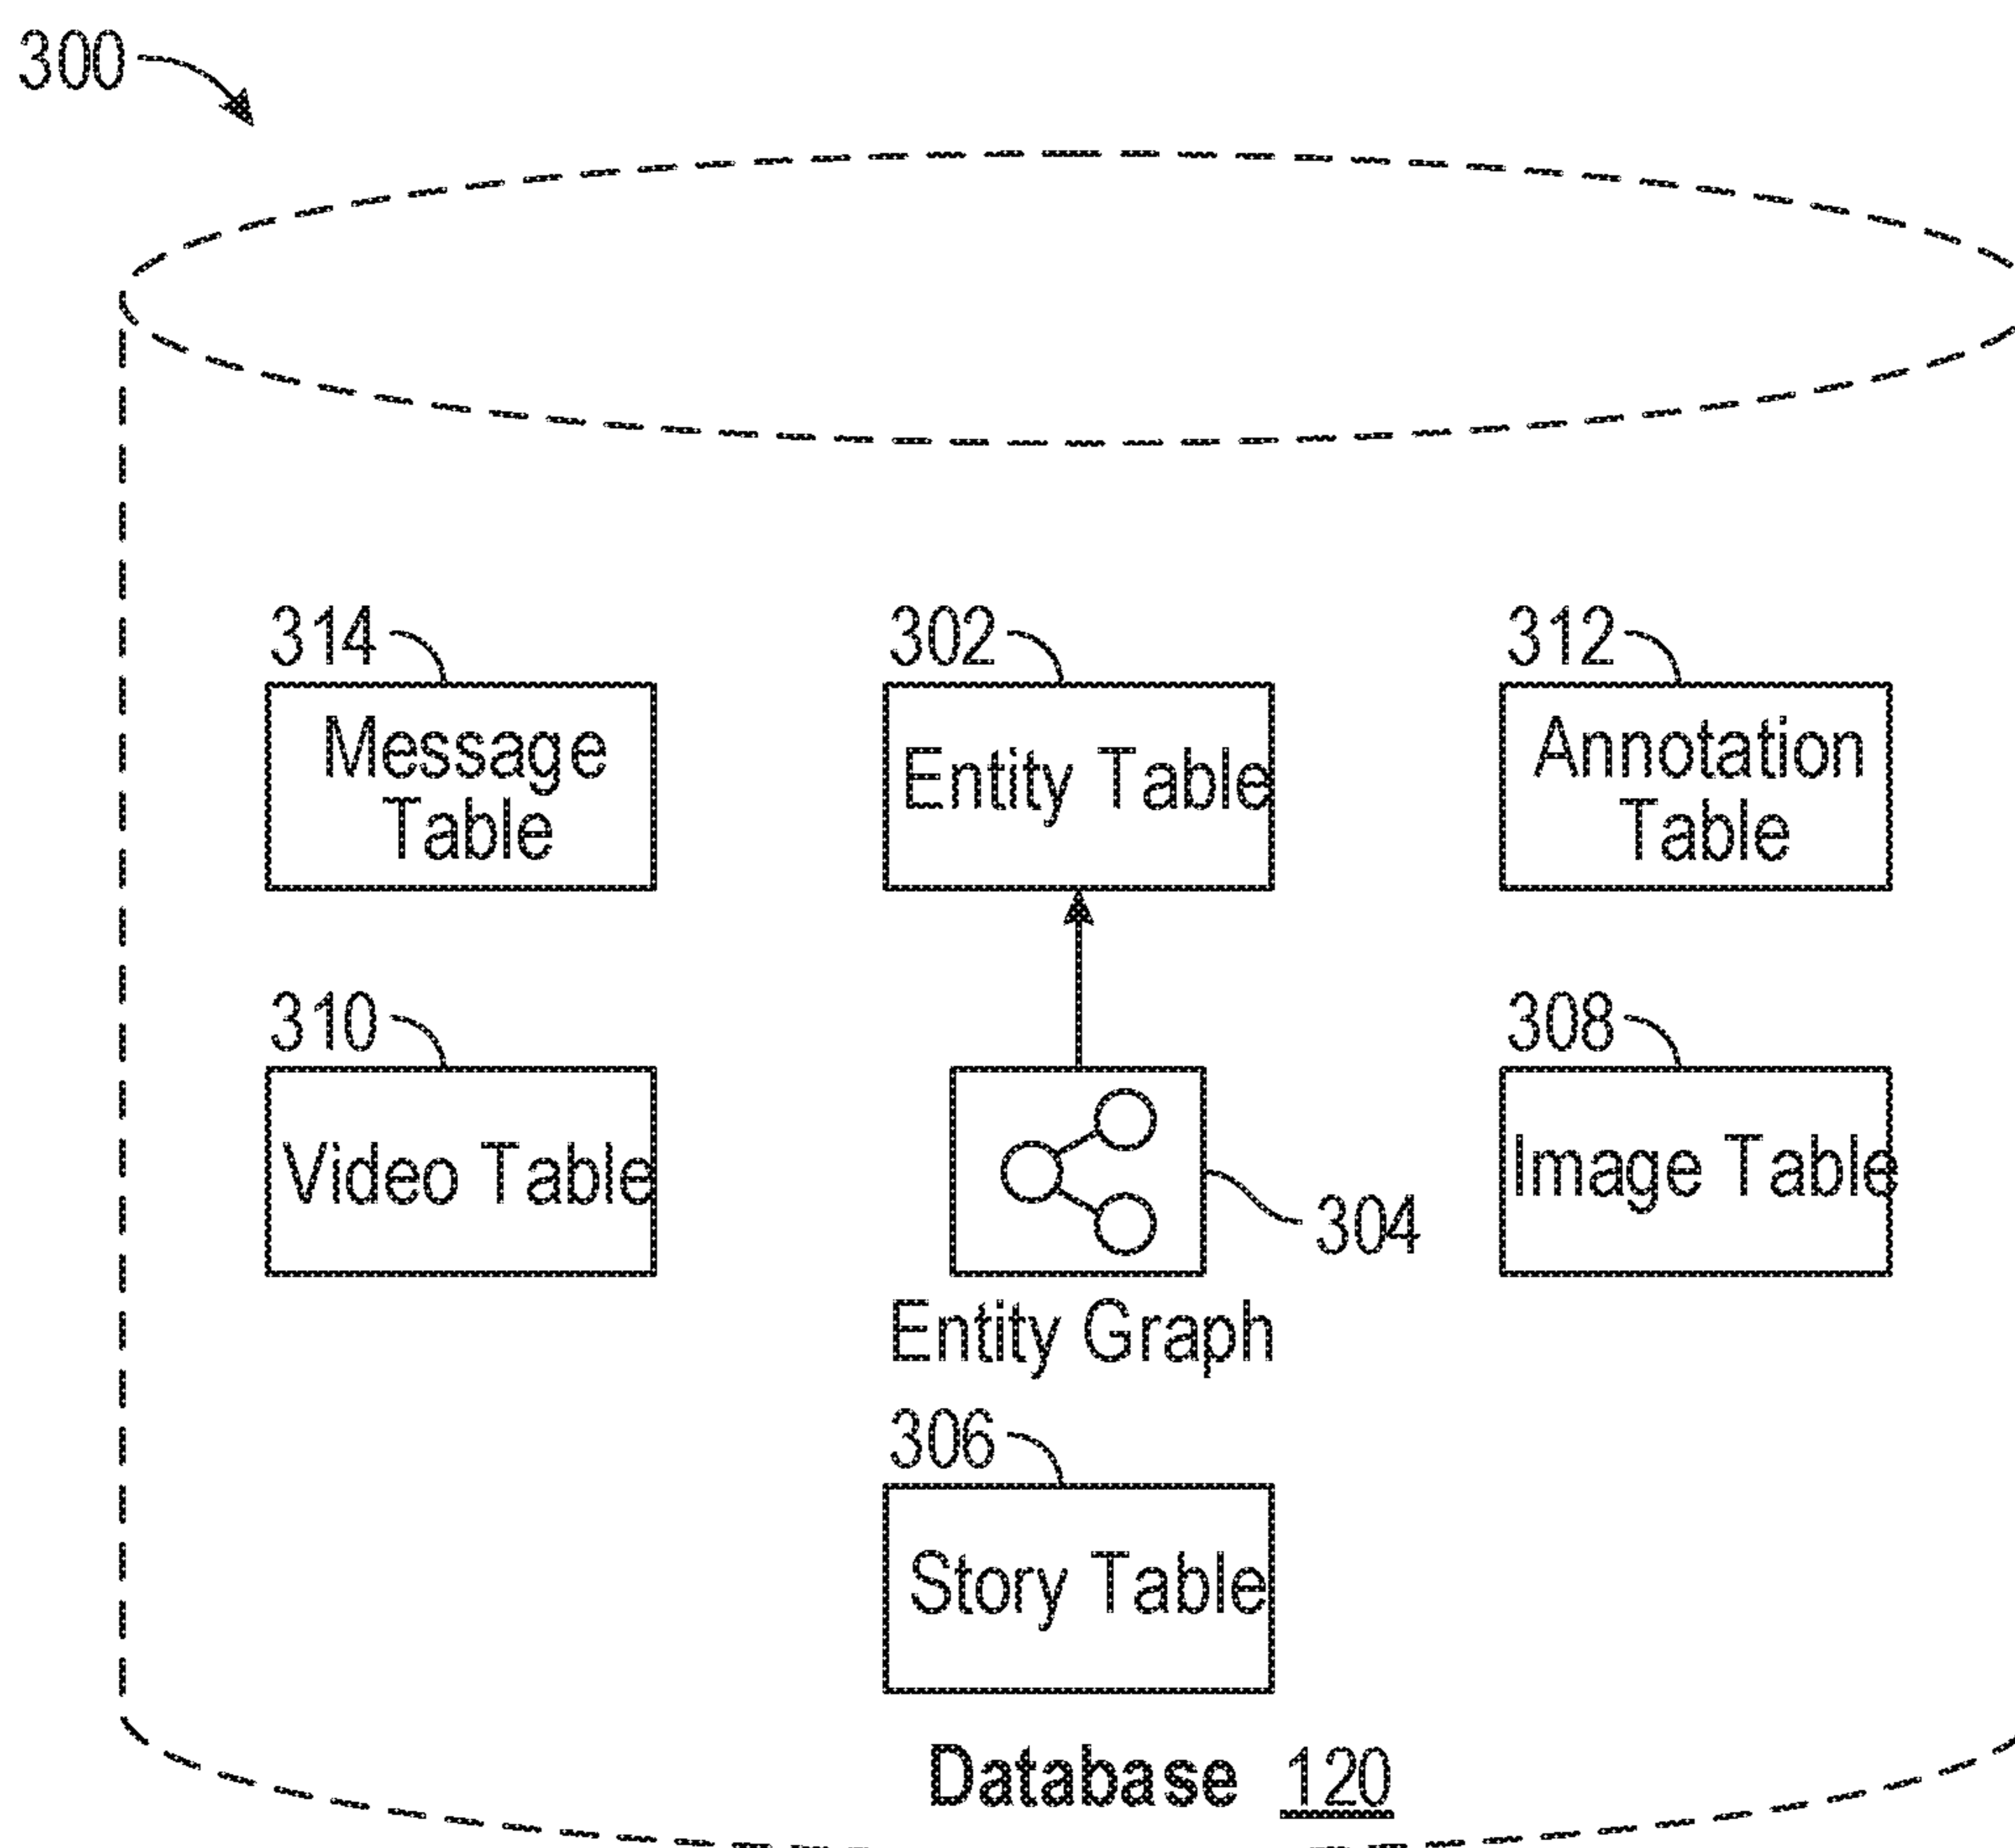 300
314
302
312
Message
Table
Entity Table
Annotation
Table
310
308
Video Table
Image Table
304
Entity Graph
306
Story Table
Database 120